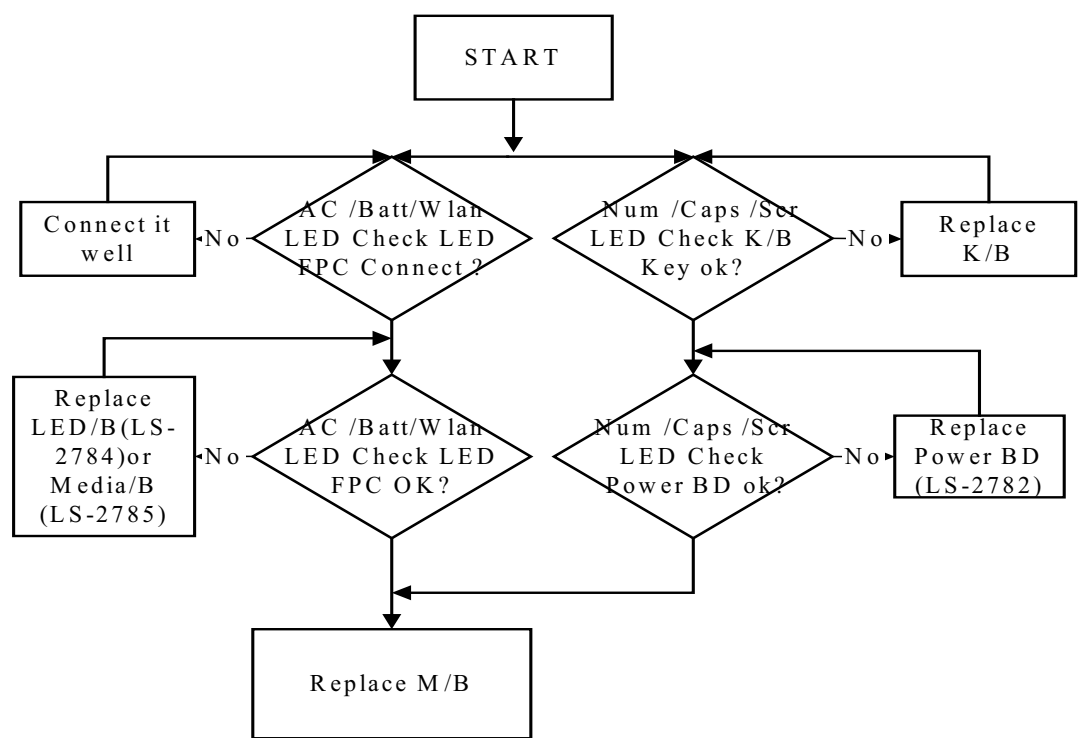 START
Connect it
well
No
AC /Batt/Wlan
LED Check LED
FPC Connect ?
Num /Caps /Scr
LED Check K/B
Key ok?
No
Replace
K/B
Replace
LED/B(LS-
2784)or
Media/B
(LS-2785)
No
AC /Batt/Wlan
LED Check LED
FPC OK?
Num /Caps /Scr
LED Check
Power BD ok?
No
Replace
Power BD
(LS-2782)
Replace M/B